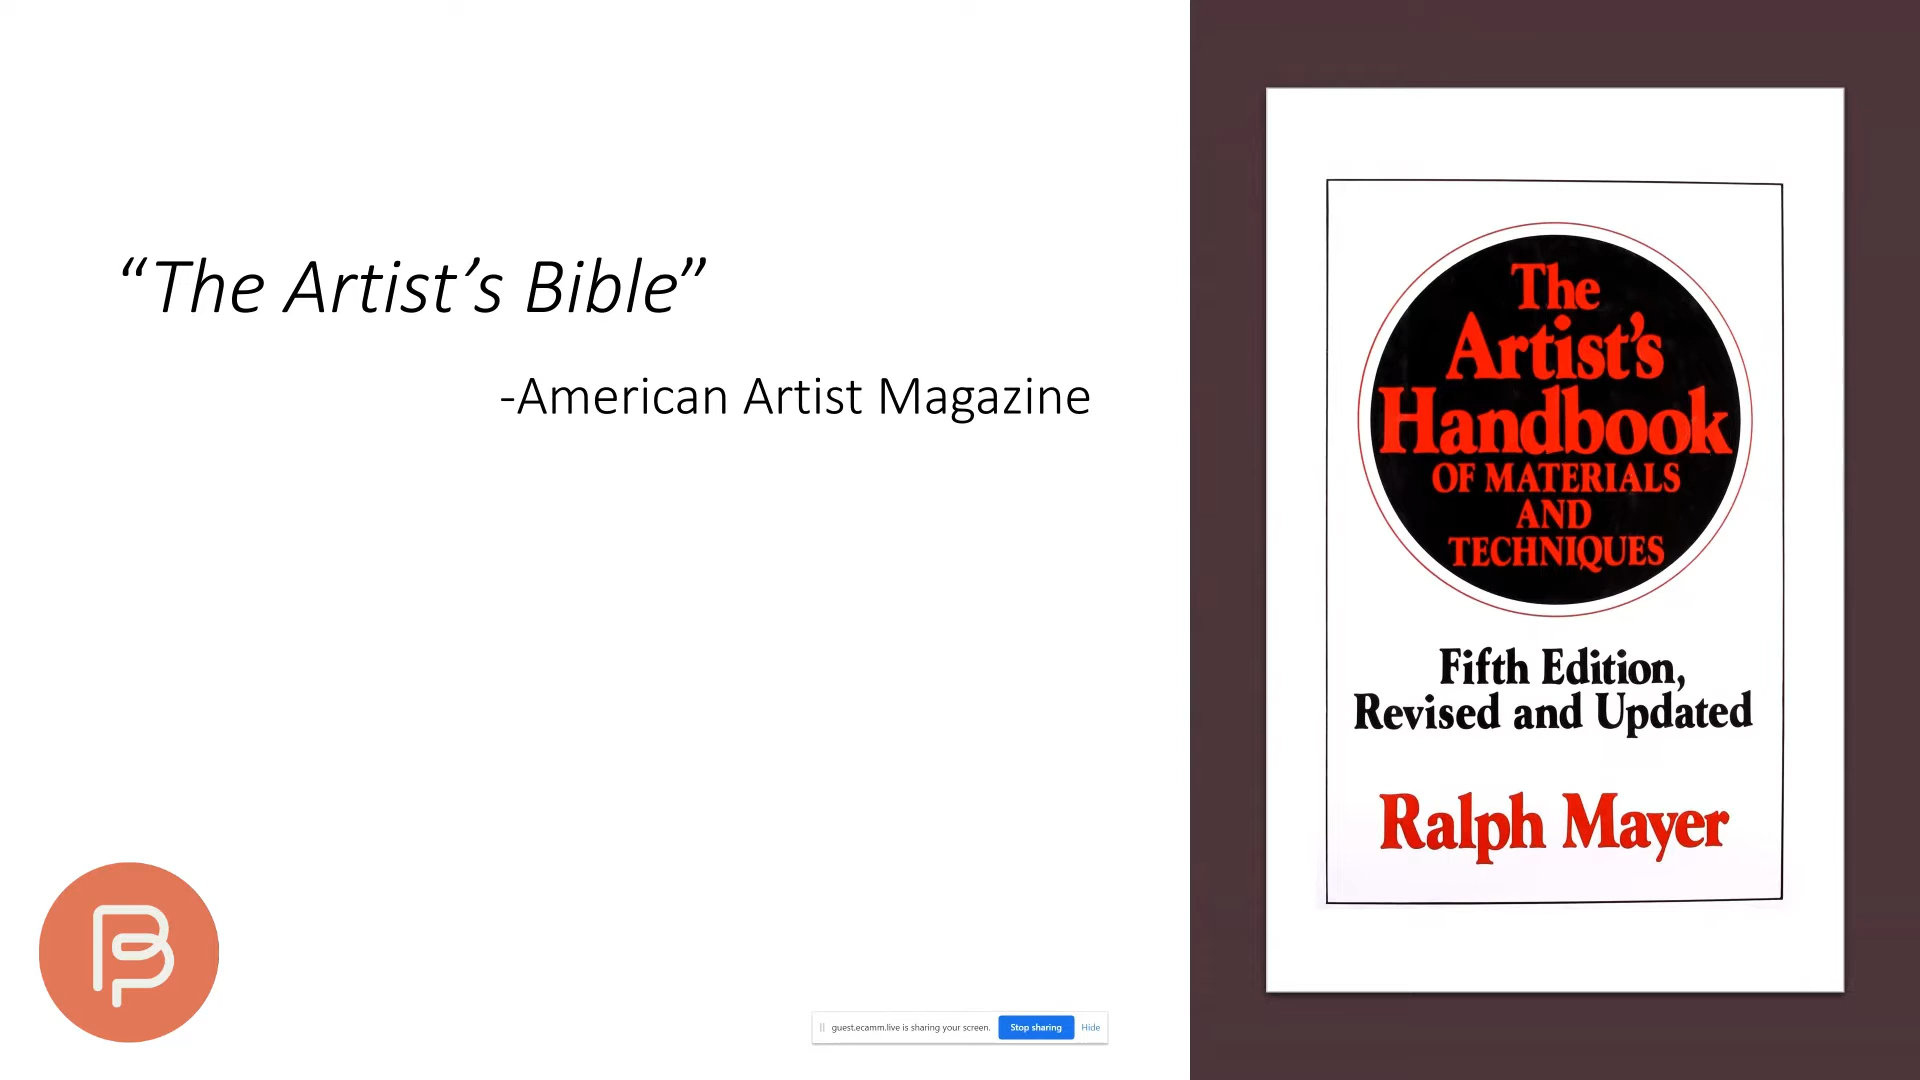 “The Artist’s Bible”
-American Artist Magazine
The
Artist’s
Handbook
OF MATERIALS
AND
TECHNIQUES
Fifth Edition,
Revised and Updated
Ralph Mayer
guest.ecamm.live is sharing your screen.
Stop sharing
Hide